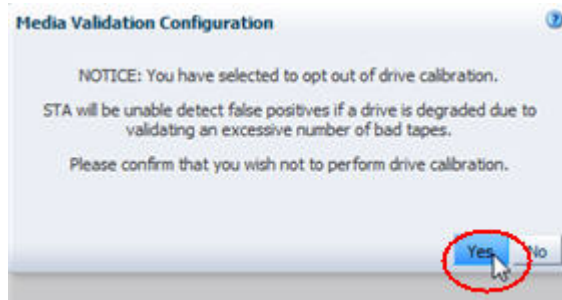 Media Validation Configuration
NOTICE: You have selected to opt out of drive calibration.
STA will be unable detect false positives if a drive is degraded due to
validating an excessive number of bad tapes.
Please confirm that you wish not to perform drive calibration.
Yes No